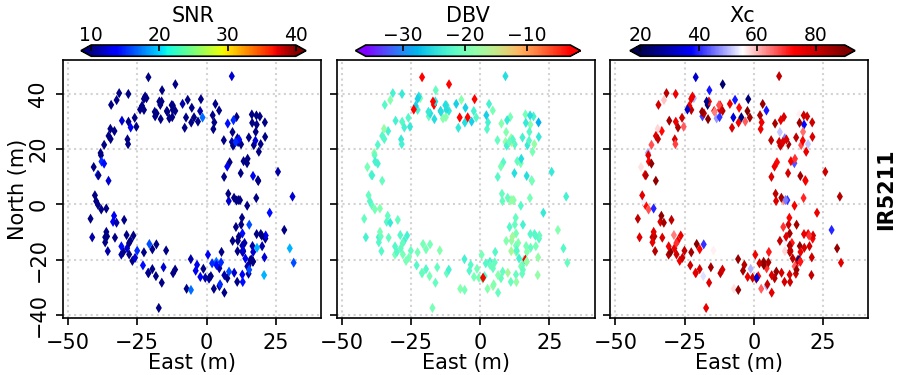 SNR DBV Xc
10 20 30 40 −30 −20 −10 20 40 60 80
40
20
0
−20
−40
North (m)
−50 −25 0 25 −50 −25 0 25 −50 −25 0 25
East (m) East (m) East (m)
IR5211